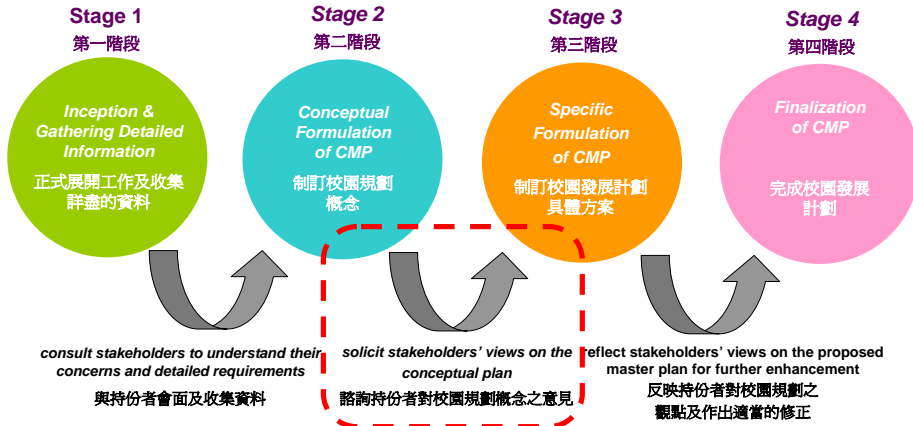 Stage 1
第一階段
Stage 2
第二階段
Stage 3
第三階段
Stage 4
第四階段
Inception &
Gathering Detailed
Information
正式展開工作及收集
詳盡的資料
Conceptual
Formulation
of CMP
制訂校園規劃
概念
Specific
Formulation
of CMP
制訂校園發展計劃
具體方案
Finalization
of CMP
完成校園發展
計劃
consult stakeholders to understand their
concerns and detailed requirements
與持份者會面及收集資料
solicit stakeholders' views on the
conceptual plan
諮詢持份者對校園規劃概念之意見
reflect stakeholders' views on the proposed
master plan for further enhancement
反映持份者對校園規劃之
觀點及作出適當的修正